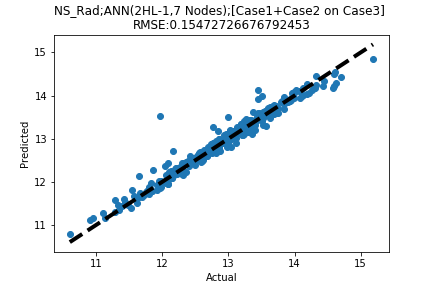 NS_Rad;ANN(2HL-1,7 Nodes);[Case1+Case2 on Case3]
RMSE:0.15472726676792453
15
14
13
12
11
Predicted
11 12 13 14 15
Actual